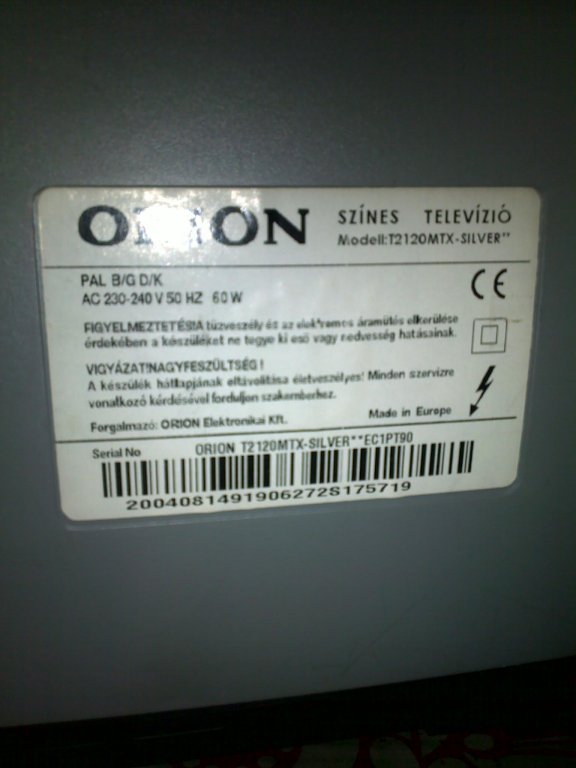 ORION
SZÍNES TELEVÍZIÓ
Modell:T2120MTX-SILVER**
PAL B/G D/K
AC 230-240 V 50 HZ 60 W
CE
FIGYELMEZTETÉS!A tűzveszély és az elektromos áramütés elkerülése
érdekében a készüléket ne tegye ki eső vagy nedvesség hatásainak.
VIGYÁZAT!NAGYFESZÜLTSÉG !
A készülék hátlapjának eltávolítása életveszélyes! Minden szervizre
vonatkozó kérdésével forduljon szakemberhez.
Forgalmazó: ORION Elektronikai Kft.
Made in Europe
Serial No
ORION T2120MTX-SILVER**EC1PT90
2004081491906272S175719